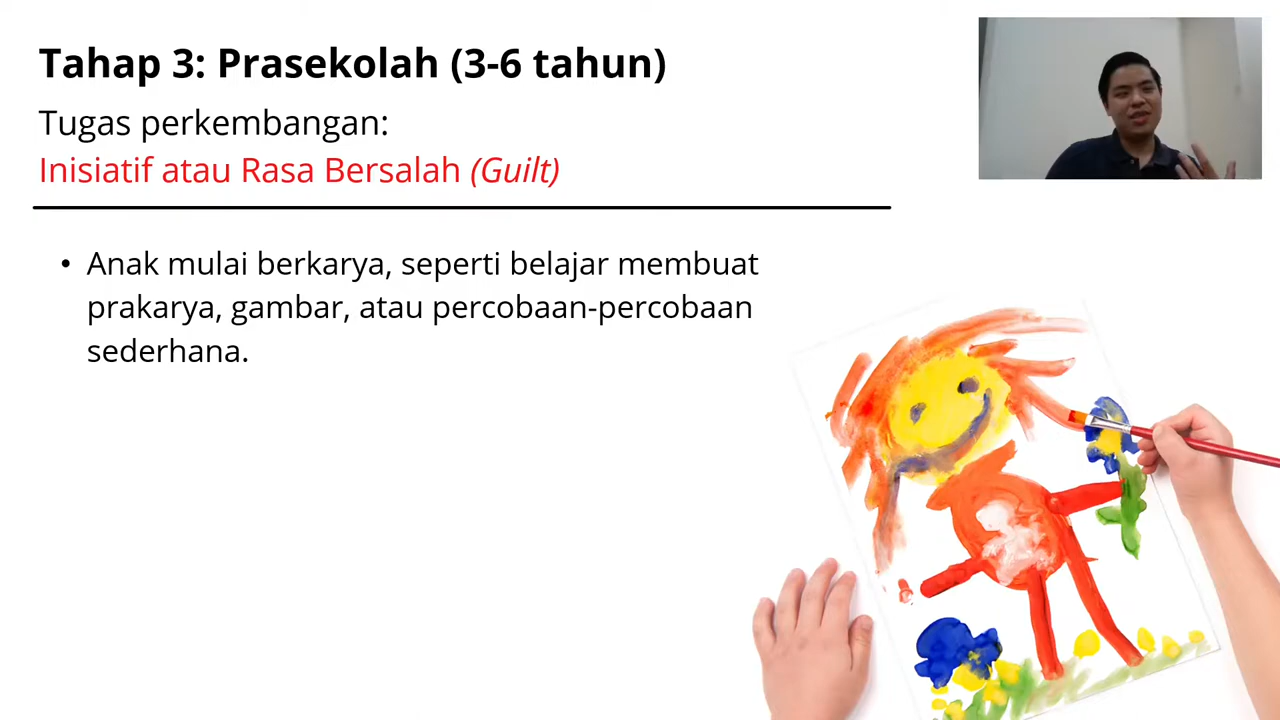 Tahap 3: Prasekolah (3-6 tahun)
Tugas perkembangan:
Inisiatif atau Rasa Bersalah (Guilt)
• Anak mulai berkarya, seperti belajar membuat
prakarya, gambar, atau percobaan-percobaan
sederhana.